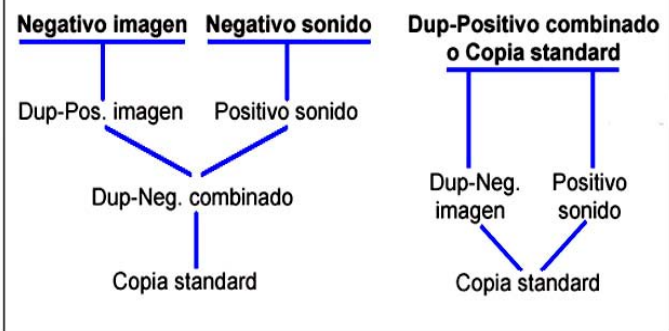 Negativo imagen
Negativo sonido
Dup-Pos. imagen
Positivo sonido
Dup-Neg. combinado
Copia standard
Dup-Positivo combinado
o Copia standard
Dup-Neg.
imagen
Positivo
sonido
Copia standard